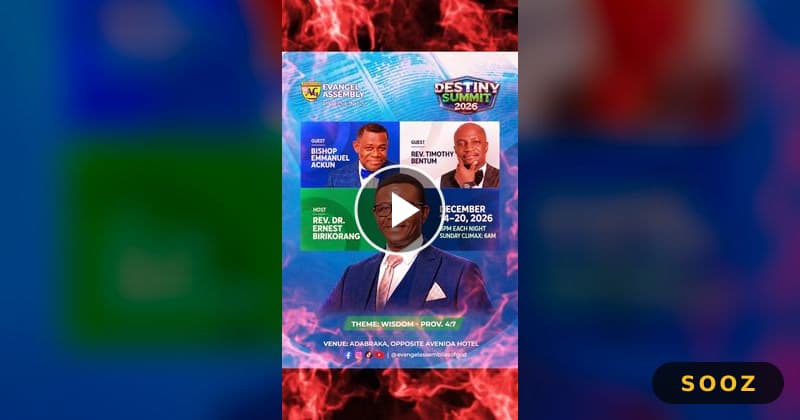 AG
EVANGEL
ASSEMBLY
DESTINY
SUMMIT
2026
GUEST
BISHOP
EMMANUEL
ACKUN
GUEST
REV. TIMOTHY
BENTUM
HOST
REV. DR.
ERNEST
BIRIKORANG
DECEMBER
14-20, 2026
6PM EACH NIGHT
SUNDAY CLIMAX: 6AM
THEME: WISDOM - PROV. 4:7
VENUE: ADABRAKA, OPPOSITE AVENIDA HOTEL
@evangelassembliesofgod
SOOZ